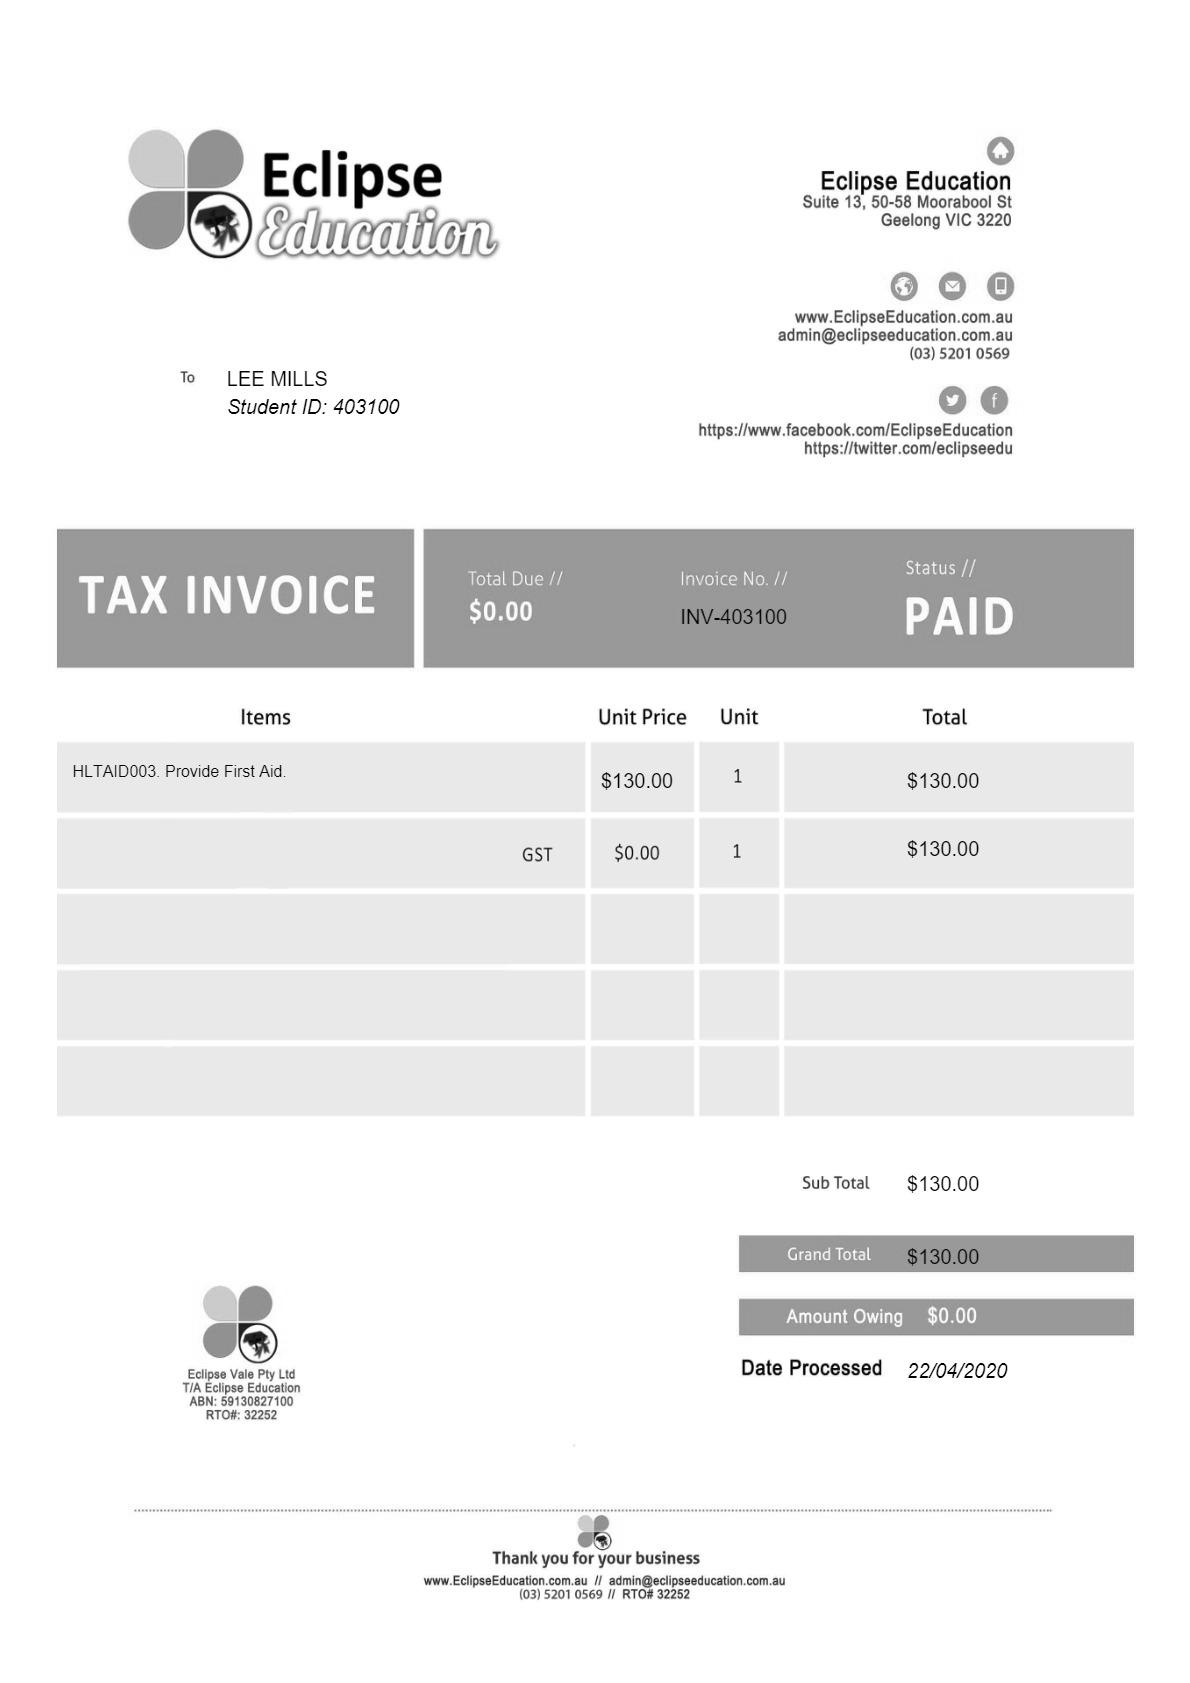 Eclipse
Education
Eclipse Education
Suite 13, 50-58 Moorabool St
Geelong VIC 3220
www.EclipseEducation.com.au
admin@eclipseeducation.com.au
(03) 5201 0569
To LEE MILLS
Student ID: 403100
https://www.facebook.com/EclipseEducation
https://twitter.com/eclipseedu
TAX INVOICE
Total Due //
$0.00
Invoice No. //
INV-403100
Status //
PAID
Items Unit Price Unit Total
HLTAID003. Provide First Aid. $130.00 1 $130.00
GST $0.00 1 $130.00
Sub Total $130.00
Grand Total $130.00
Amount Owing $0.00
Date Processed 22/04/2020
Eclipse Vale Pty Ltd
T/A Eclipse Education
ABN: 59130827100
RTO#: 32252
Thank you for your business
www.EclipseEducation.com.au // admin@eclipseeducation.com.au
(03) 5201 0569 // RTO# 32252